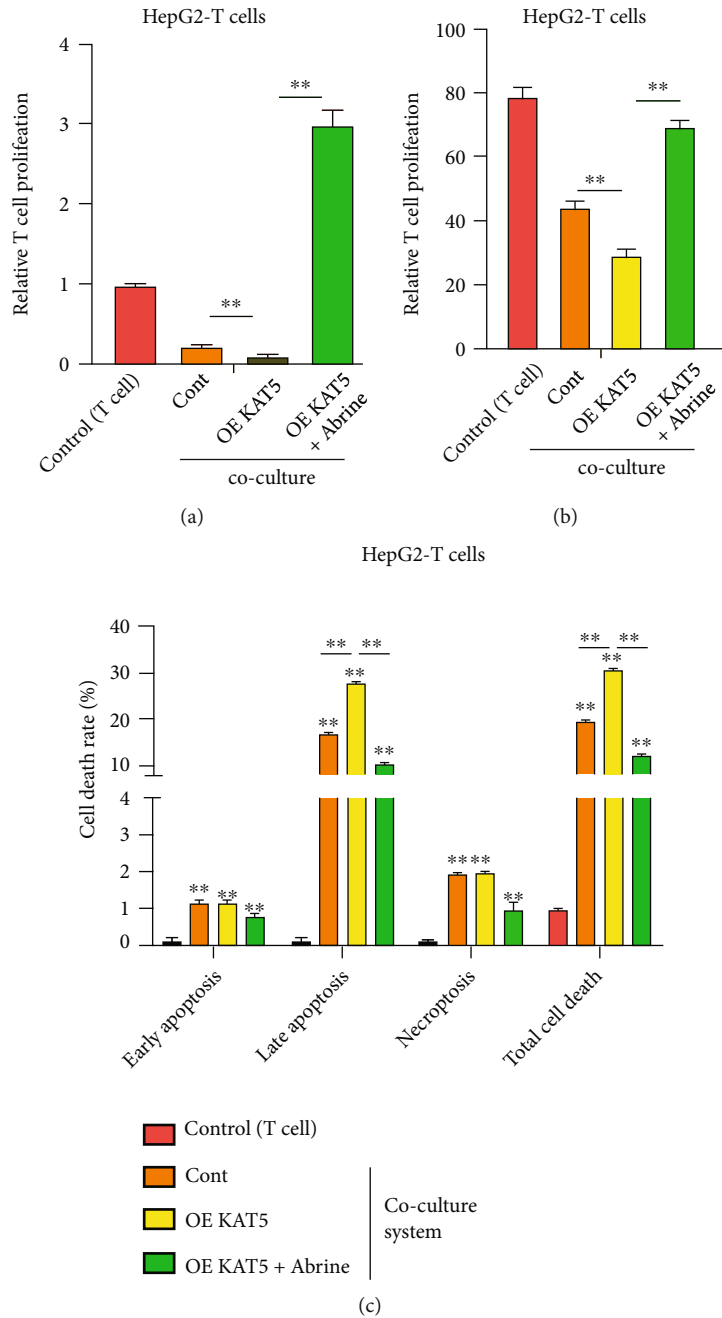 HepG2-T cells
Relative T cell prolifeation
4
3
2
1
0
**
**
Control (T cell)
Cont
OE KAT5
OE KAT5
+ Abrine
co-culture
(a)
HepG2-T cells
Relative T cell prolifeation
100
80
60
40
20
0
**
**
Control (T cell)
Cont
OE KAT5
OE KAT5
+ Abrine
co-culture
(b)
HepG2-T cells
Cell death rate (%)
40
30
20
10
4
2
1
0
** ** **
** **
** ** **
**** **
** **
** ** **
Early apoptosis
Late apoptosis
Necroptosis
Total cell death
Control (T cell)
Cont
OE KAT5
OE KAT5 + Abrine
Co-culture
system
(c)